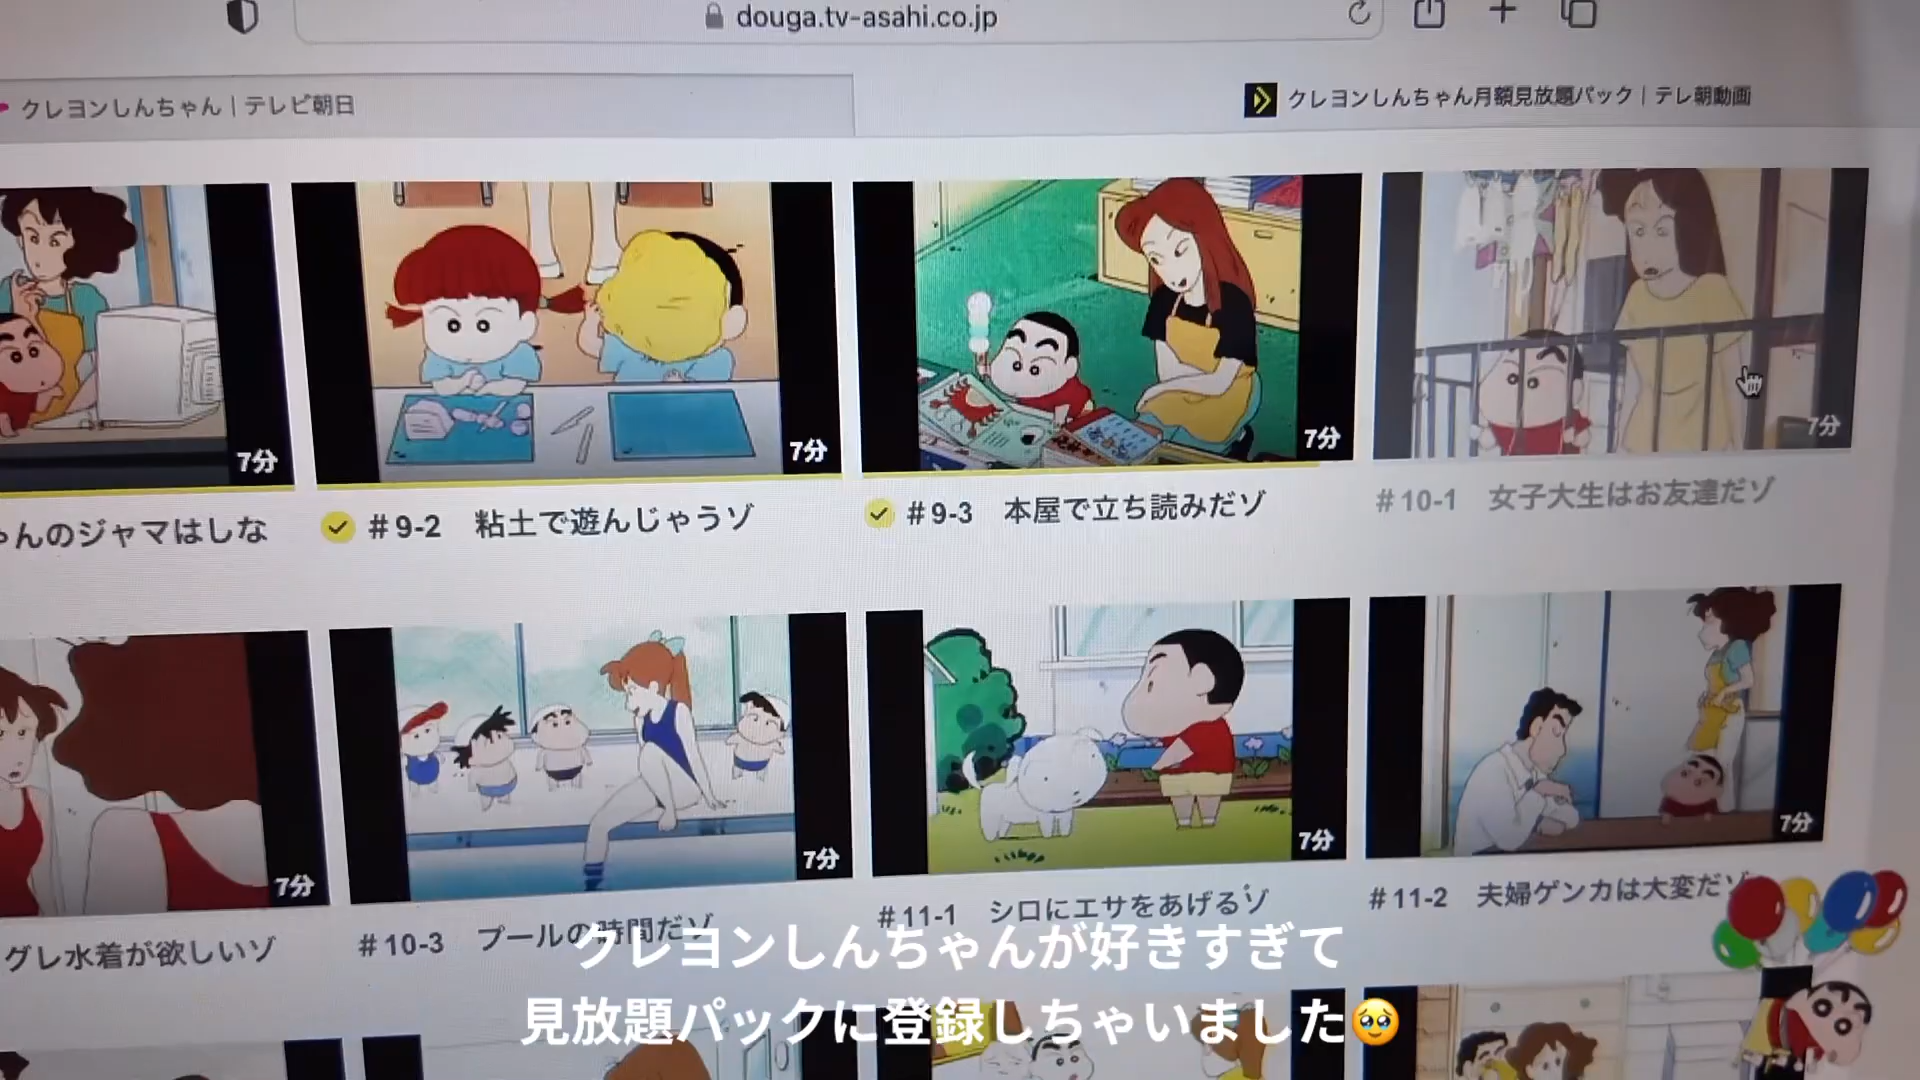 douga.tv-asahi.co.jp
クレヨンしんちゃん｜テレビ朝日
クレヨンしんちゃん月額見放題パック｜テレ朝動画
7分
7分
7分
7分
ゃんのジャマはしな
#9-2 粘土で遊んじゃうゾ
#9-3 本屋で立ち読みだゾ
#10-1 女子大生はお友達だゾ
7分
7分
7分
7分
グレ水着が欲しいゾ
#10-3 プールの時間だゾ
#11-1 シロにエサをあげるゾ
#11-2 夫婦ゲンカは大変だゾ
クレヨンしんちゃんが好きすぎて
見放題パックに登録しちゃいました🥹